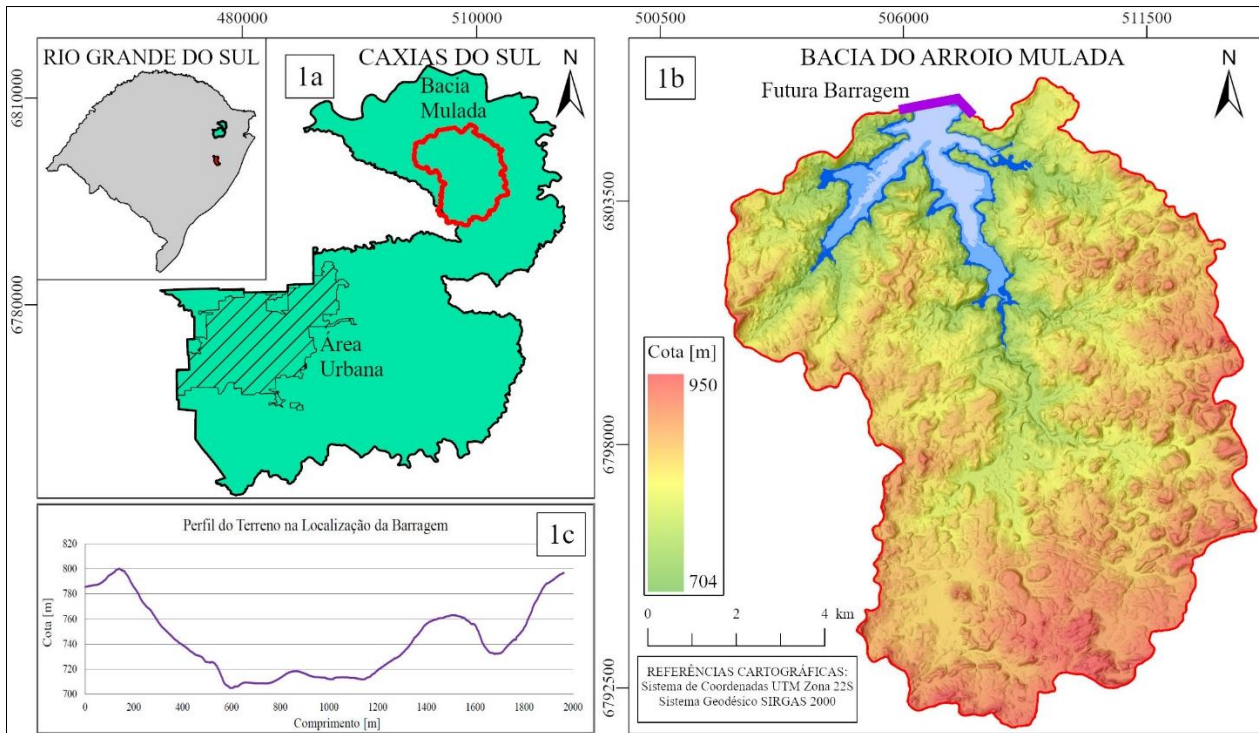 480000
510000
500500
506000
511500
RIO GRANDE DO SUL
1a
CAXIAS DO SUL
N
Bacia
Mulada
6810000
6780000
Área
Urbana
1b
BACIA DO ARROIO MULADA
Futura Barragem
N
6803500
6798000
6792500
Cota [m]
950
704
0 2 4 km
REFERÊNCIAS CARTOGRÁFICAS:
Sistema de Coordenadas UTM Zona 22S
Sistema Geodésico SIRGAS 2000
Perfil do Terreno na Localização da Barragem
1c
Cota [m]
820
800
780
760
740
720
700
0 200 400 600 800 1000 1200 1400 1600 1800 2000
Comprimento [m]